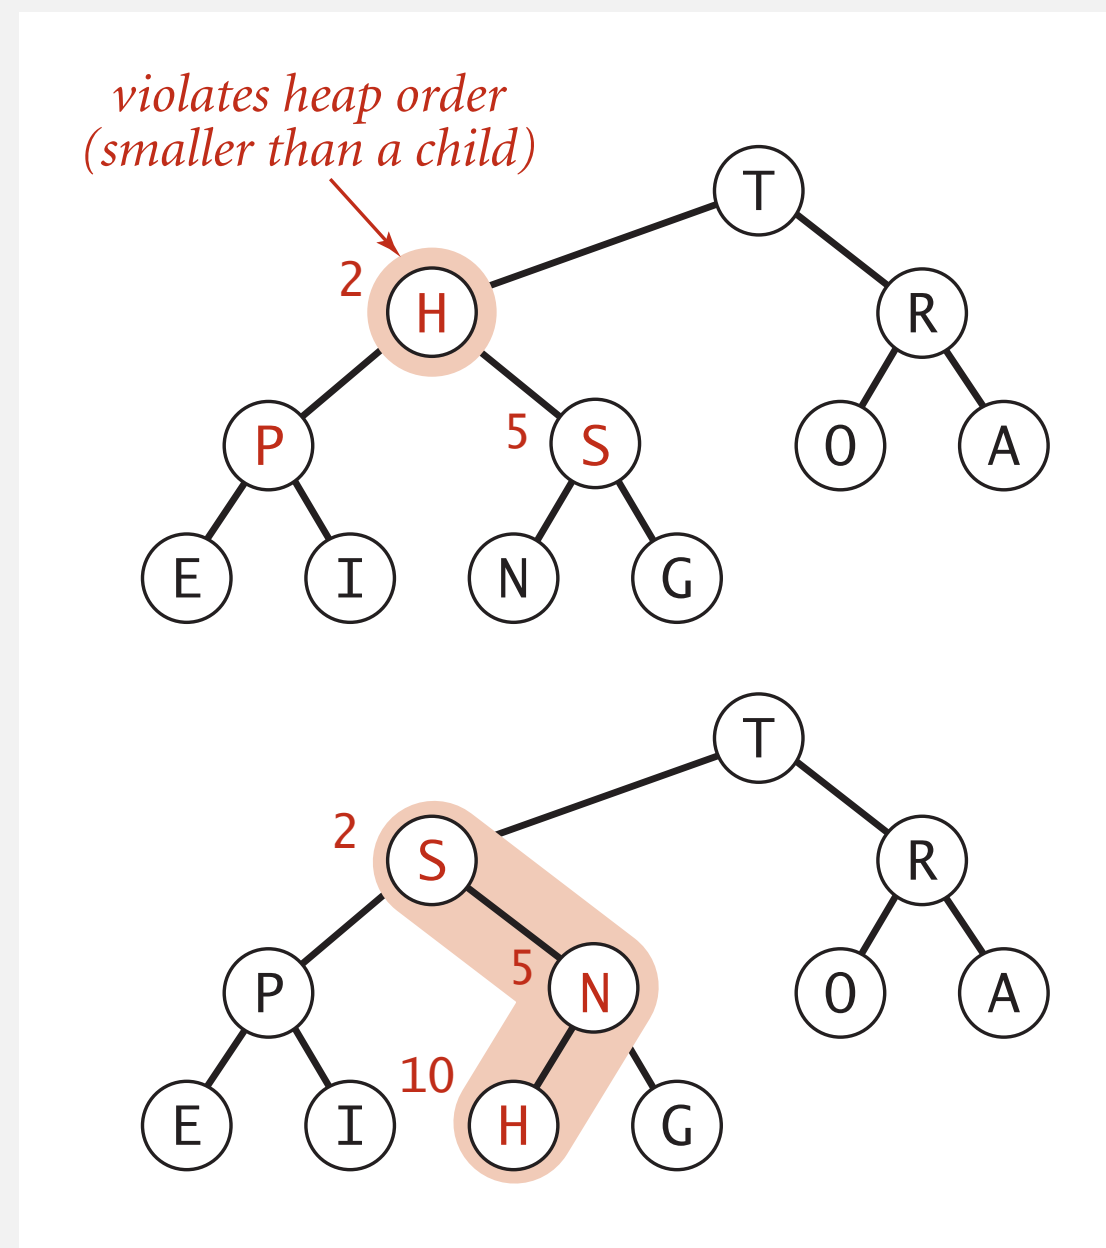 violates heap order
(smaller than a child)
T
2 H R
P 5 S O A
E I N G
T
2 S R
P 5 N O A
10
E I H G